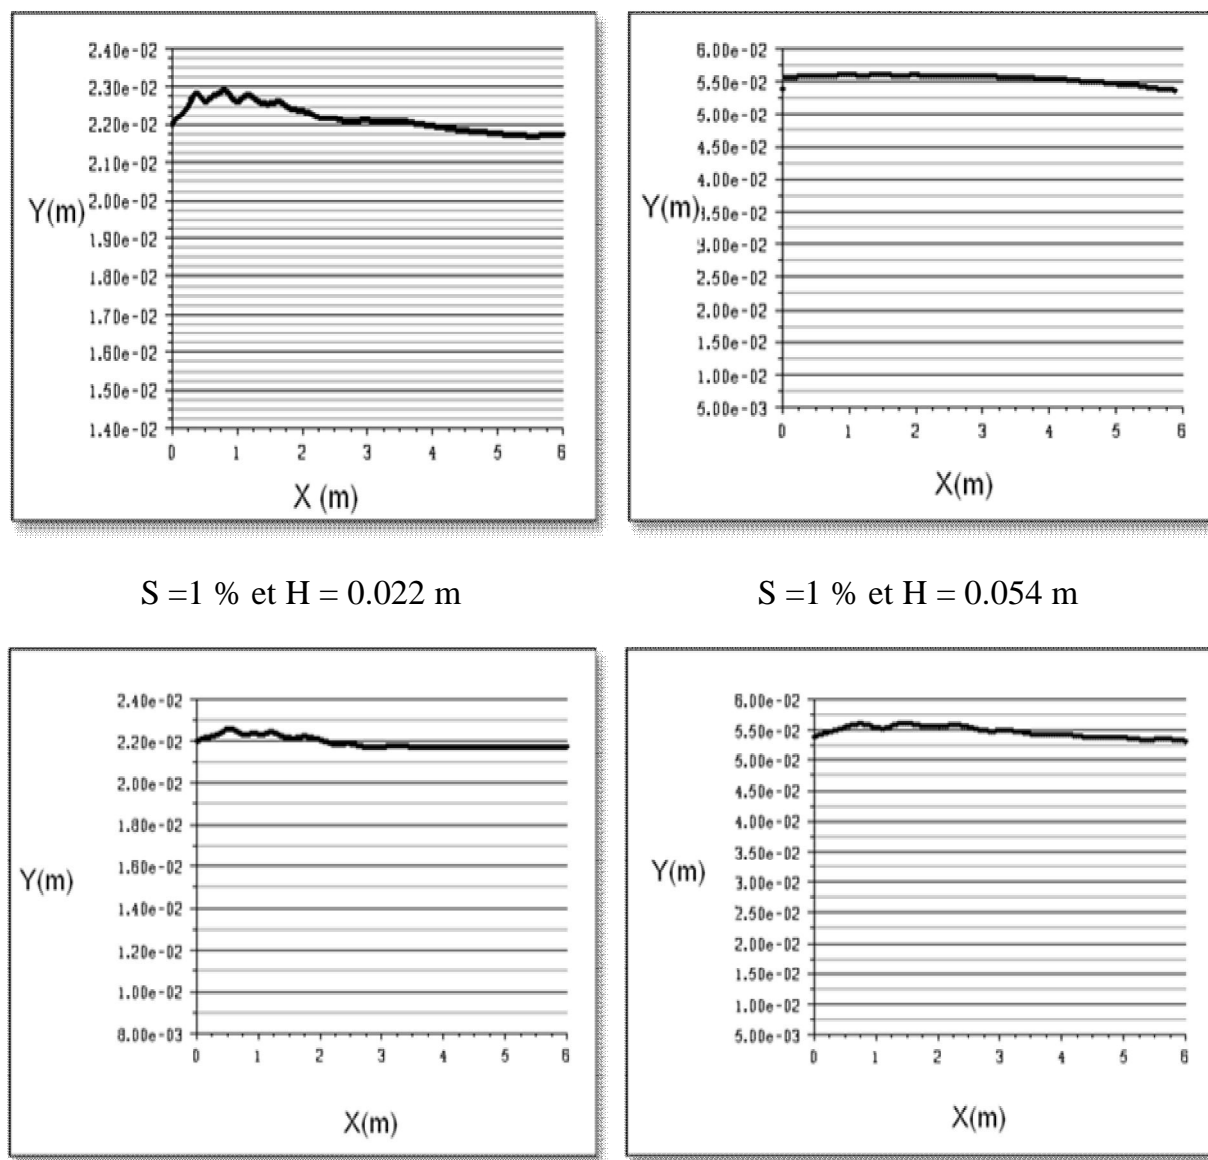 2.40e-02
2.30e-02
2.20e-02
2.10e-02
2.00e-02
1.90e-02
1.80e-02
1.70e-02
1.60e-02
1.50e-02
1.40e-02
Y(m)
0 1 2 3 4 5 6
X (m)
6.00e-02
5.50e-02
5.00e-02
4.50e-02
4.00e-02
3.50e-02
3.00e-02
2.50e-02
2.00e-02
1.50e-02
1.00e-02
5.00e-03
Y(m)
0 1 2 3 4 5 6
X(m)
S =1 % et H = 0.022 m
S =1 % et H = 0.054 m
2.40e-02
2.20e-02
2.00e-02
1.80e-02
1.60e-02
1.40e-02
1.20e-02
1.00e-02
8.00e-03
Y(m)
0 1 2 3 4 5 6
X(m)
6.00e-02
5.50e-02
5.00e-02
4.50e-02
4.00e-02
3.50e-02
3.00e-02
2.50e-02
2.00e-02
1.50e-02
1.00e-02
5.00e-03
Y(m)
0 1 2 3 4 5 6
X(m)